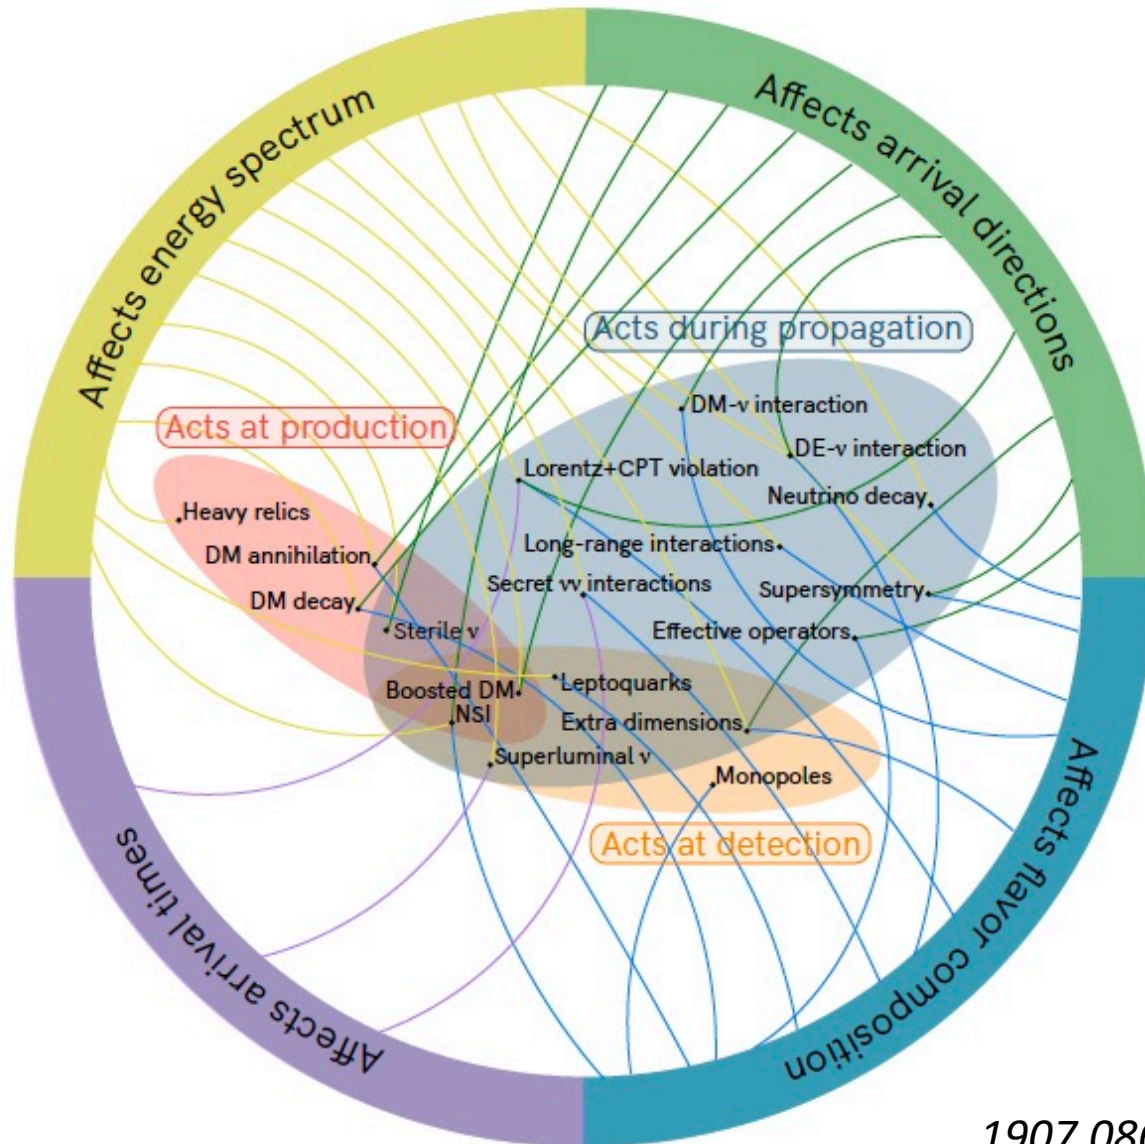 Affects energy spectrum
Affects arrival directions
Acts during propagation
DM-ν interaction
Acts at production
DE-ν interaction
Lorentz+CPT violation
Neutrino decay
Heavy relics
Long-range interactions
DM annihilation
Secret νν interactions
Supersymmetry
DM decay
Sterile ν
Effective operators
Boosted DM
Leptoquarks
NSI
Extra dimensions
Superluminal ν
Monopoles
Acts at detection
Affects arrival times
Affects flavor composition